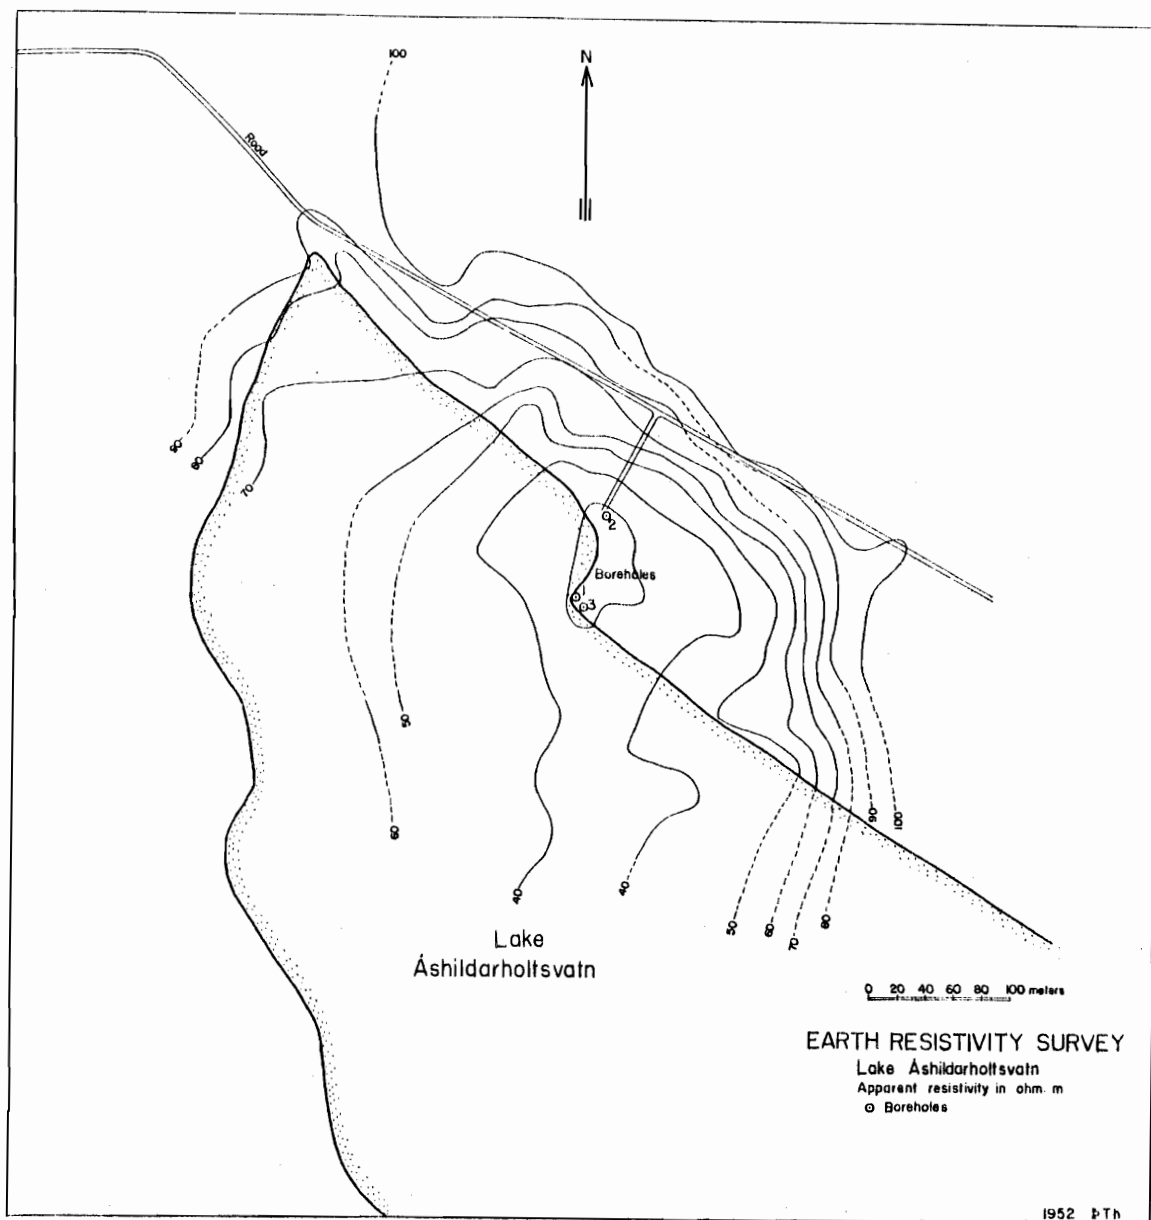 100
N
Road
90
80
70
2
Boreholes
1
3
50
60
40
40
90
100
50
60
70
80
Lake
Áshildarholtsvatn
0 20 40 60 80 100 meters
EARTH RESISTIVITY SURVEY
Lake Áshildarholtsvatn
Apparent resistivity in ohm. m
Boreholes
1952 ÞTh